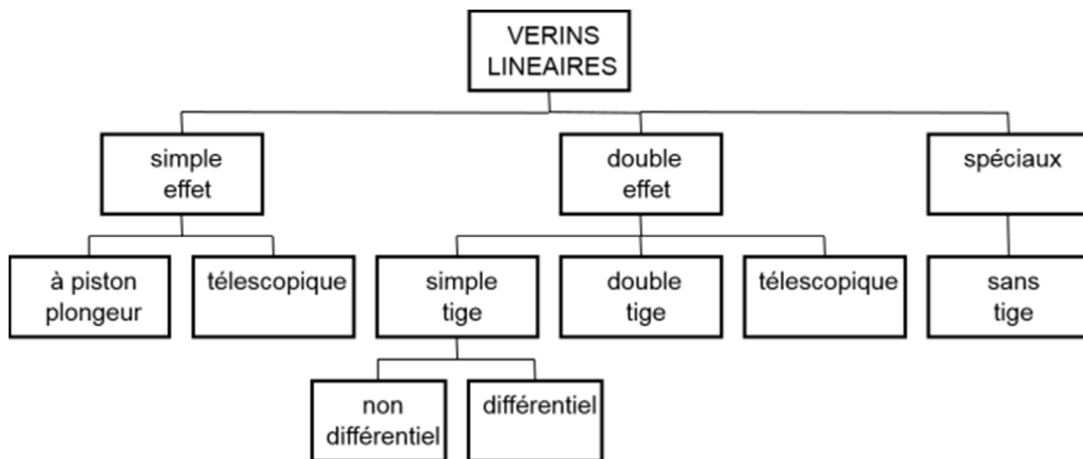 VERINS
LINEAIRES
simple
effet
double
effet
spéciaux
à piston
plongeur
télescopique
simple
tige
double
tige
télescopique
sans
tige
non
différentiel
différentiel